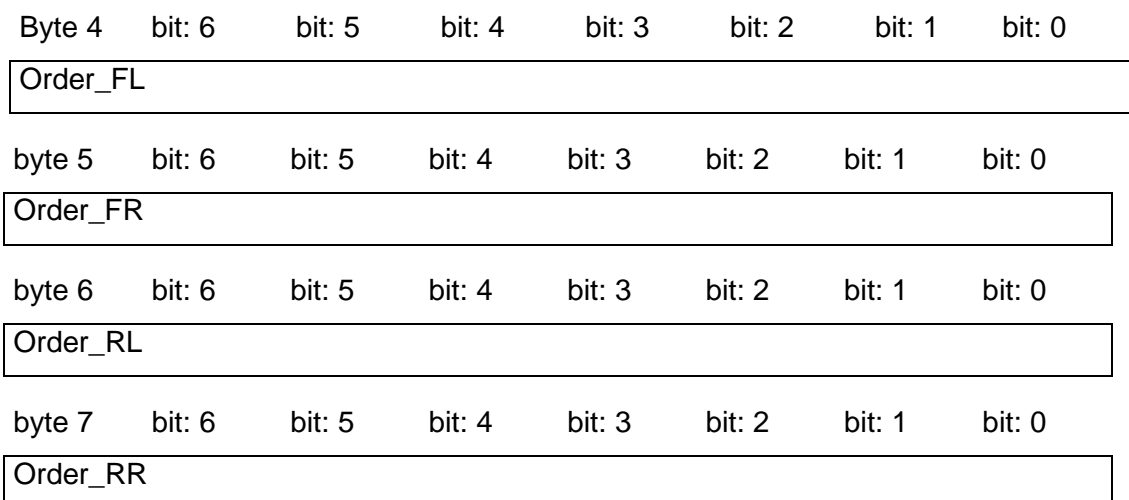 Byte 4 bit: 6 bit: 5 bit: 4 bit: 3 bit: 2 bit: 1 bit: 0
Order_FL
byte 5 bit: 6 bit: 5 bit: 4 bit: 3 bit: 2 bit: 1 bit: 0
Order_FR
byte 6 bit: 6 bit: 5 bit: 4 bit: 3 bit: 2 bit: 1 bit: 0
Order_RL
byte 7 bit: 6 bit: 5 bit: 4 bit: 3 bit: 2 bit: 1 bit: 0
Order_RR